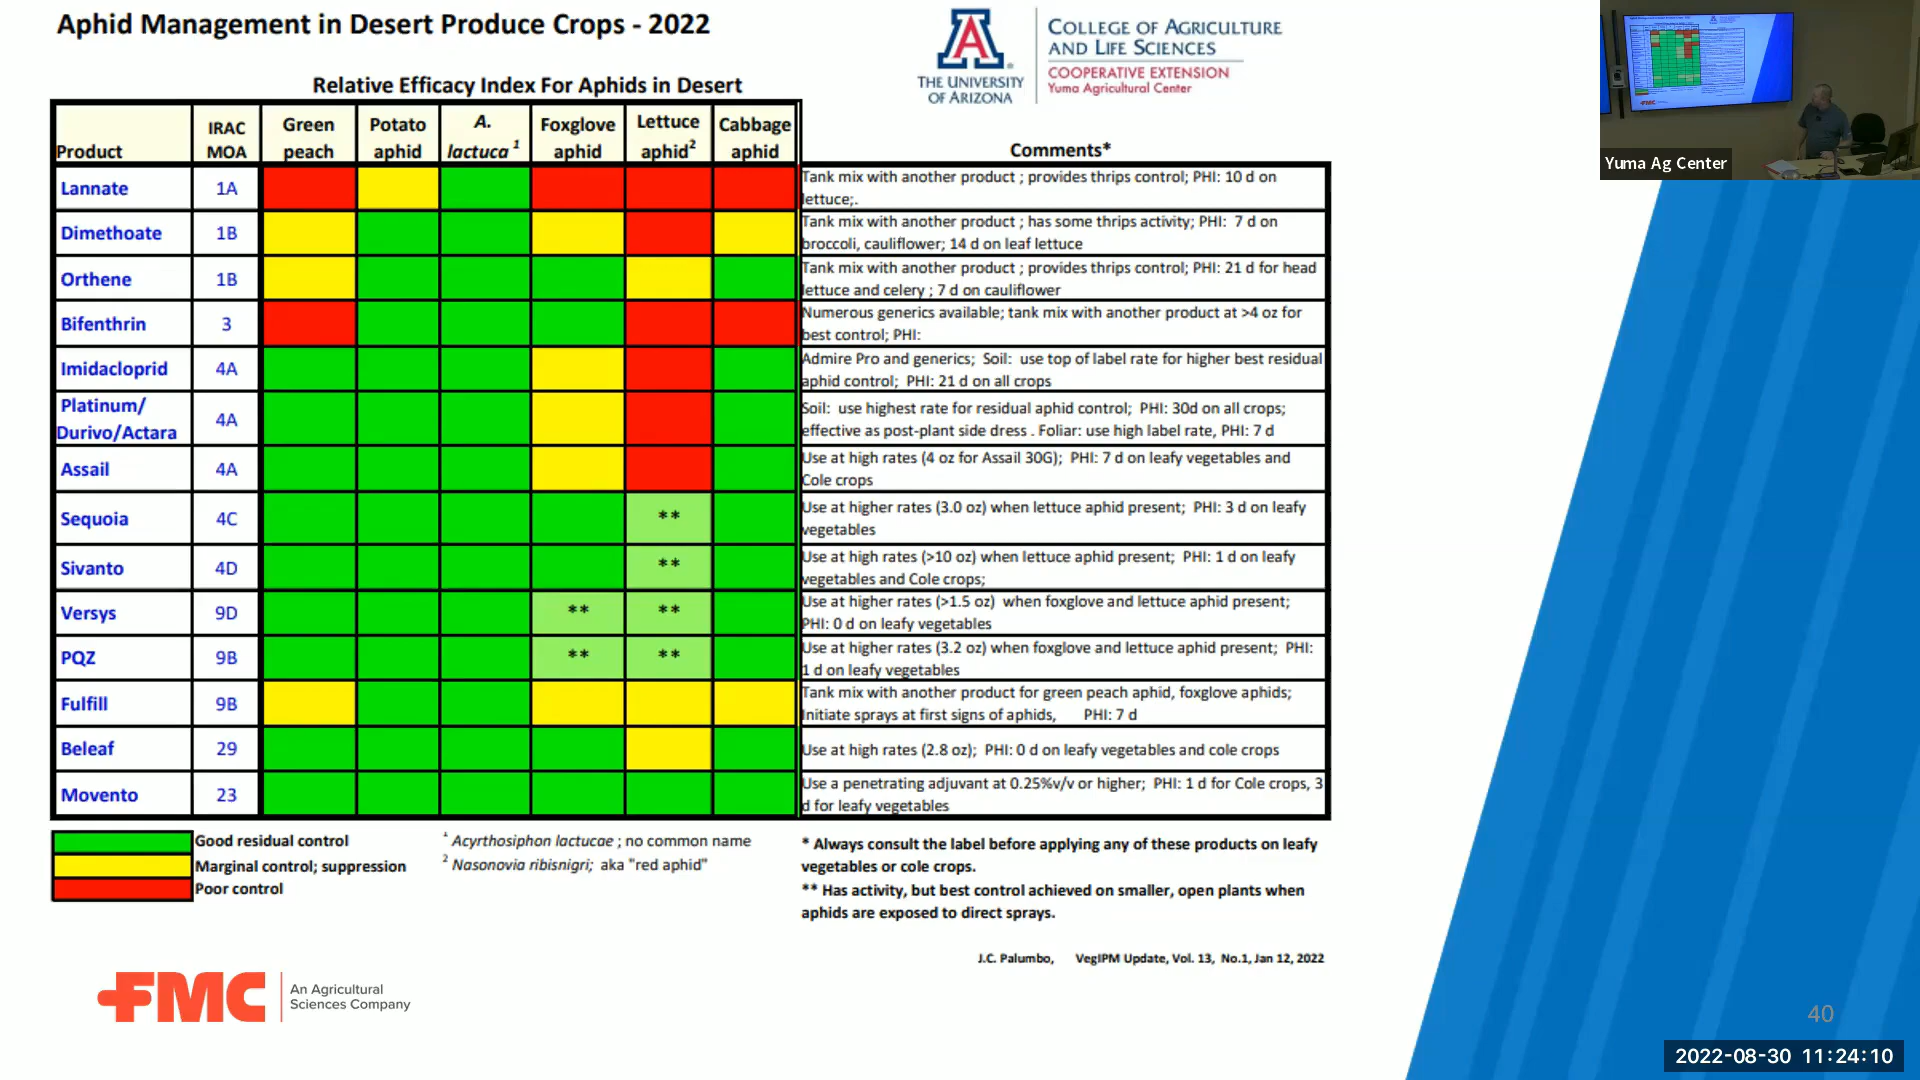 Aphid Management in Desert Produce Crops - 2022
THE UNIVERSITY
OF ARIZONA
COLLEGE OF AGRICULTURE
AND LIFE SCIENCES
COOPERATIVE EXTENSION
Yuma Agricultural Center
Yuma Ag Center
Relative Efficacy Index For Aphids in Desert
Product
IRAC
MOA
Green
peach
Potato
aphid
A.
lactuca 1
Foxglove
aphid
Lettuce
aphid2
Cabbage
aphid
Comments*
Lannate
1A
Tank mix with another product ; provides thrips control; PHI: 10 d on
lettuce;.
Dimethoate
1B
Tank mix with another product ; has some thrips activity; PHI: 7 d on
broccoli, cauliflower; 14 d on leaf lettuce
Orthene
1B
Tank mix with another product ; provides thrips control; PHI: 21 d for head
lettuce and celery ; 7 d on cauliflower
Bifenthrin
3
Numerous generics available; tank mix with another product at >4 oz for
best control; PHI:
Imidacloprid
4A
Admire Pro and generics; Soil: use top of label rate for higher best residual
aphid control; PHI: 21 d on all crops
Platinum/
Durivo/Actara
4A
Soil: use highest rate for residual aphid control; PHI: 30d on all crops;
effective as post-plant side dress . Foliar: use high label rate, PHI: 7 d
Assail
4A
Use at high rates (4 oz for Assail 30G); PHI: 7 d on leafy vegetables and
Cole crops
Sequoia
4C
**
Use at higher rates (3.0 oz) when lettuce aphid present; PHI: 3 d on leafy
vegetables
Sivanto
4D
**
Use at high rates (>10 oz) when lettuce aphid present; PHI: 1 d on leafy
vegetables and Cole crops;
Versys
9D
**
**
Use at higher rates (>1.5 oz) when foxglove and lettuce aphid present;
PHI: 0 d on leafy vegetables
PQZ
9B
**
**
Use at higher rates (3.2 oz) when foxglove and lettuce aphid present; PHI:
1 d on leafy vegetables
Fulfill
9B
Tank mix with another product for green peach aphid, foxglove aphids;
Initiate sprays at first signs of aphids, PHI: 7 d
Beleaf
29
Use at high rates (2.8 oz); PHI: 0 d on leafy vegetables and cole crops
Movento
23
Use a penetrating adjuvant at 0.25%v/v or higher; PHI: 1 d for Cole crops, 3
d for leafy vegetables
Good residual control
Marginal control; suppression
Poor control
1 Acyrthosiphon lactucae ; no common name
2 Nasonovia ribisnigri; aka "red aphid"
* Always consult the label before applying any of these products on leafy
vegetables or cole crops.
** Has activity, but best control achieved on smaller, open plants when
aphids are exposed to direct sprays.
J.C. Palumbo, VegIPM Update, Vol. 13, No.1, Jan 12, 2022
FMC
An Agricultural
Sciences Company
40
2022-08-30 11:24:10